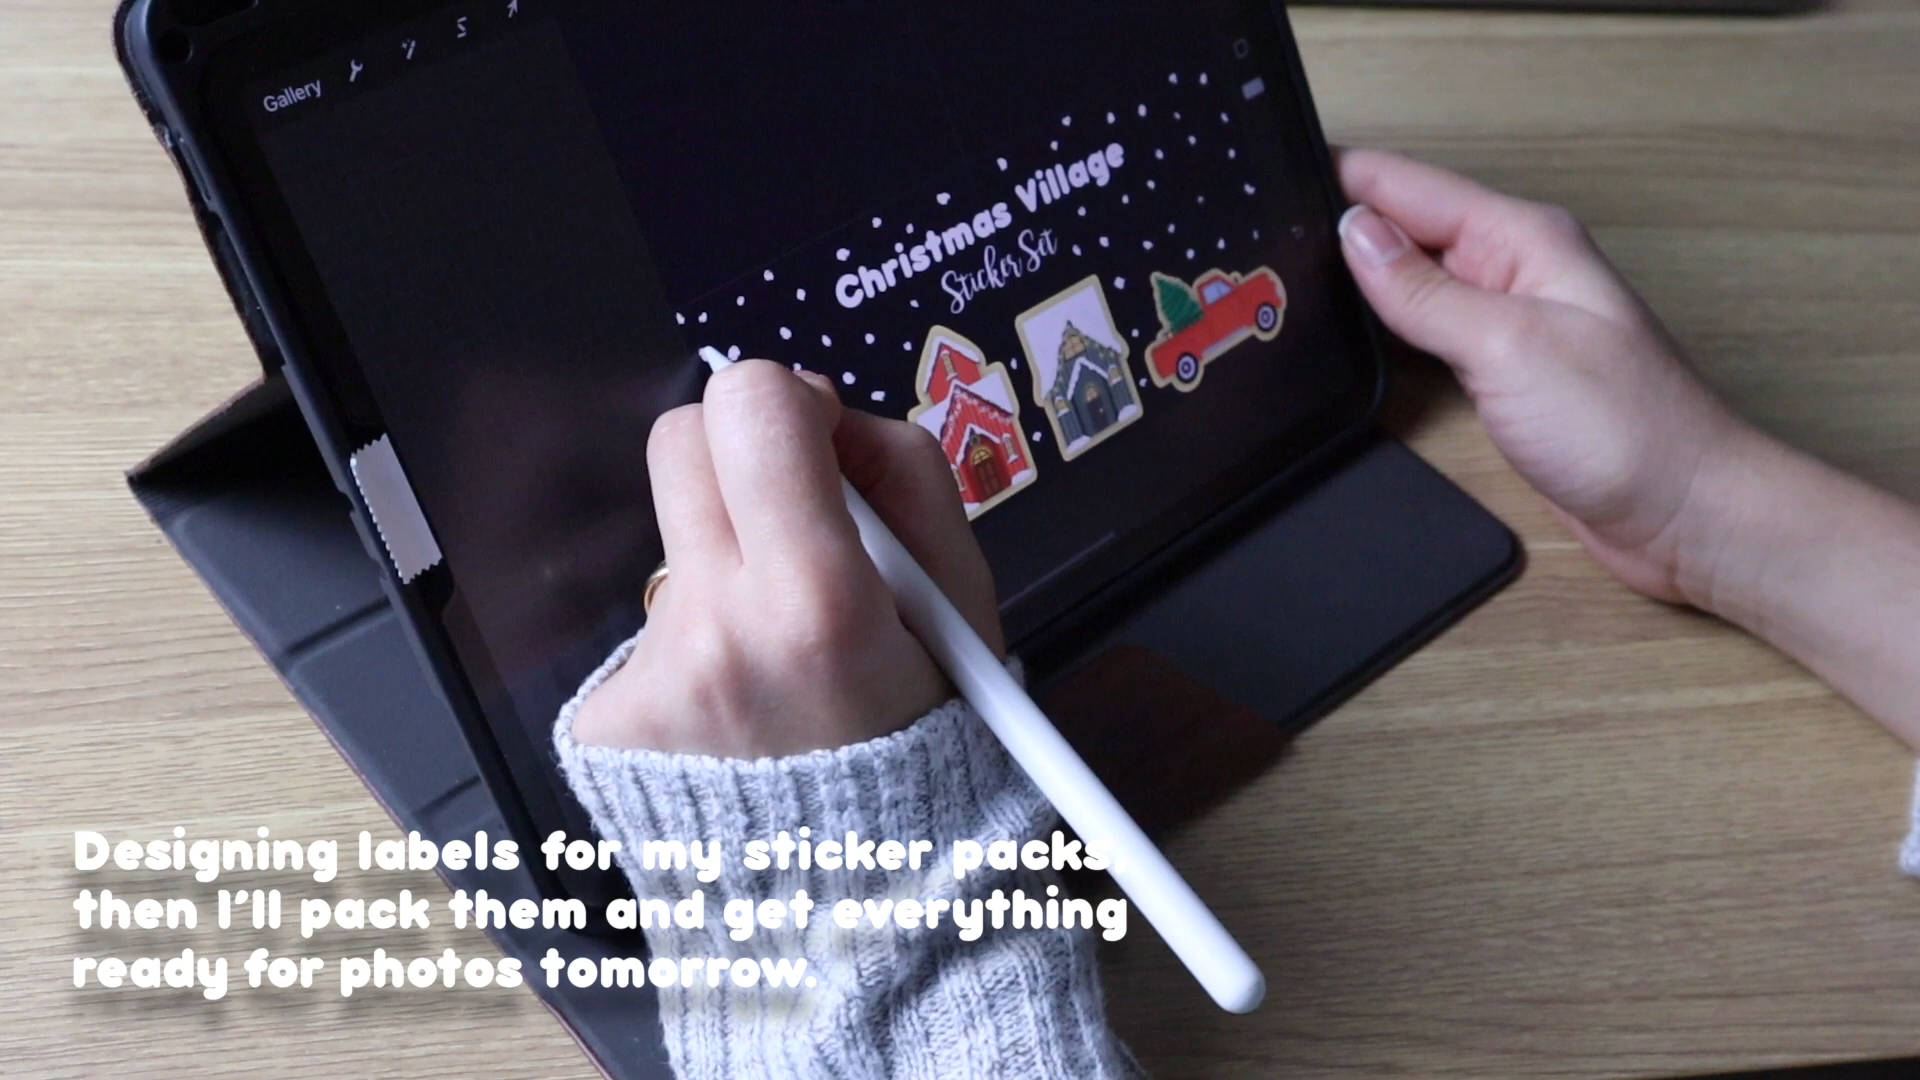 Gallery
Christmas Village
Sticker Set
Designing labels for my sticker packs,
then I'll pack them and get everything
ready for photos tomorrow.